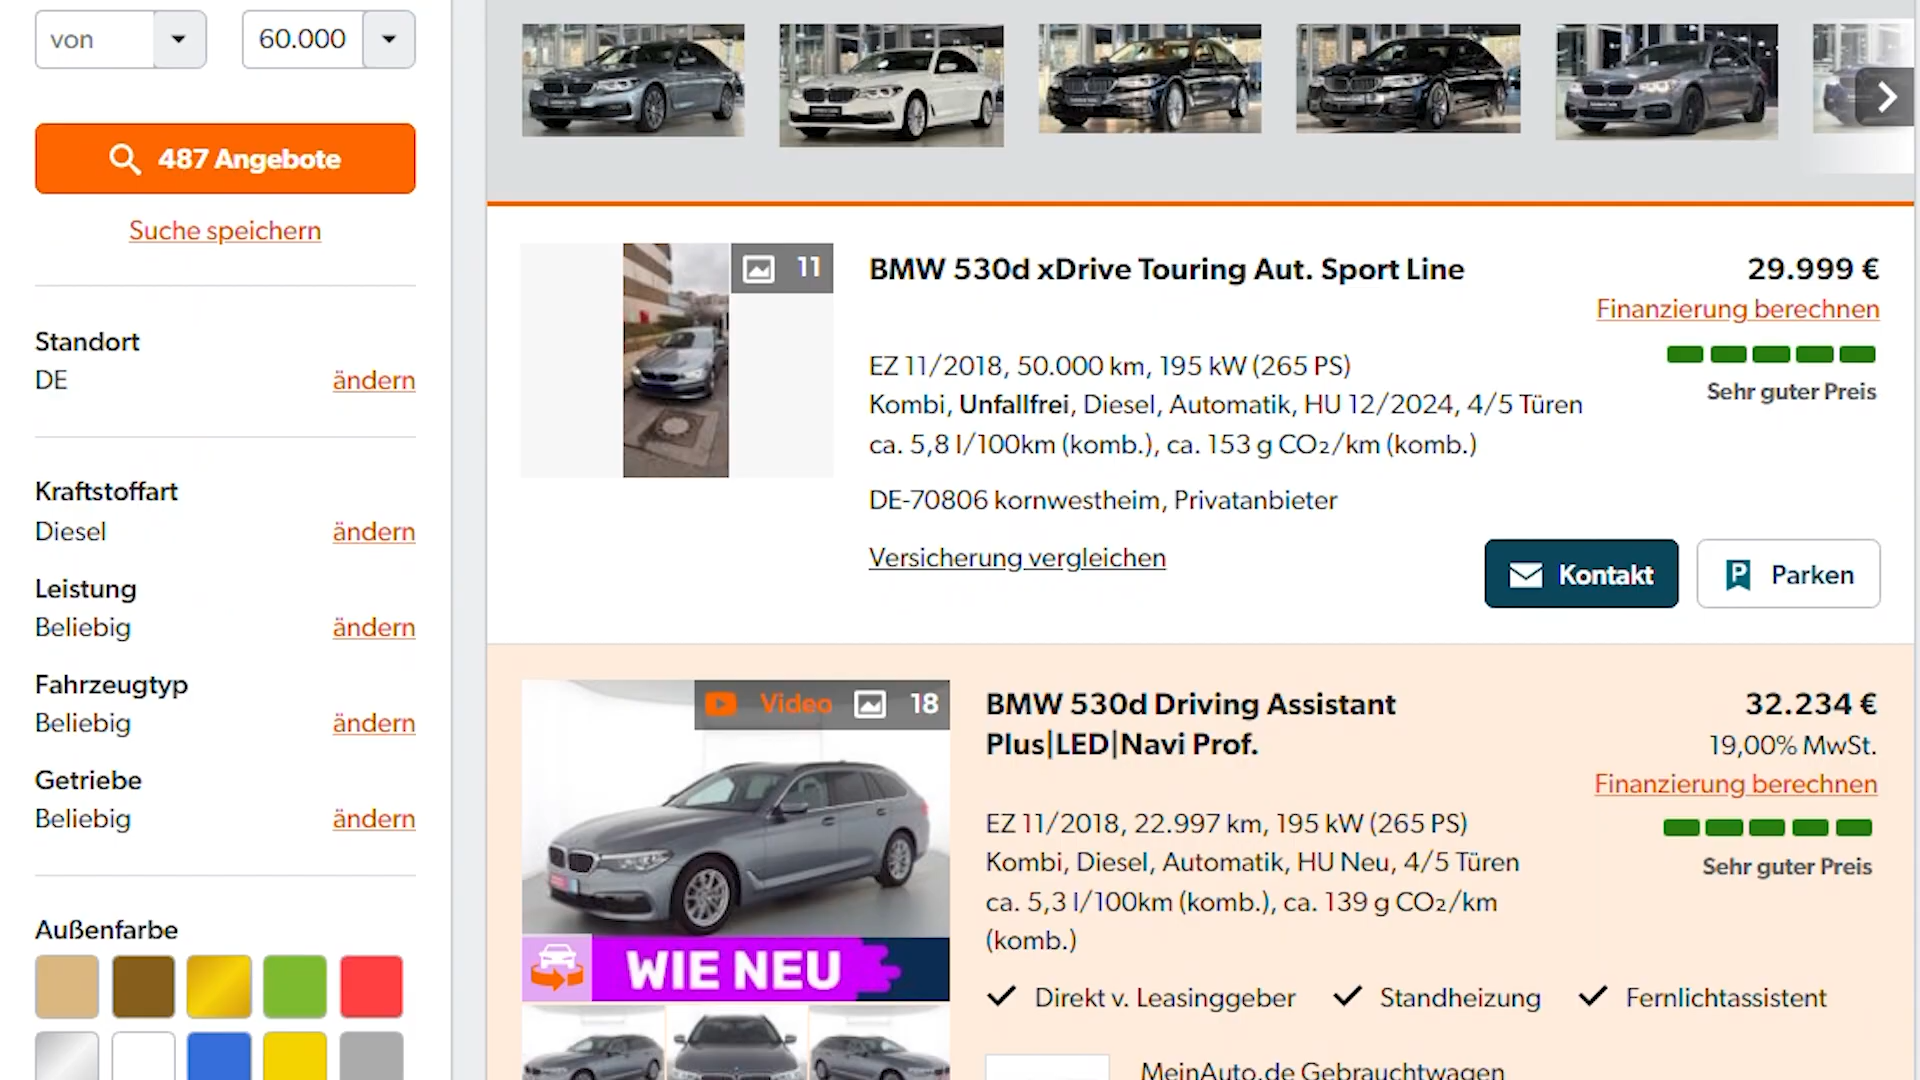 von
60.000
487 Angebote
Suche speichern
Standort
DE
ändern
Kraftstoffart
Diesel
ändern
Leistung
Beliebig
ändern
Fahrzeugtyp
Beliebig
ändern
Getriebe
Beliebig
ändern
Außenfarbe
11
BMW 530d xDrive Touring Aut. Sport Line
29.999 €
Finanzierung berechnen
Sehr guter Preis
EZ 11/2018, 50.000 km, 195 kW (265 PS)
Kombi, Unfallfrei, Diesel, Automatik, HU 12/2024, 4/5 Türen
ca. 5,8 l/100km (komb.), ca. 153 g CO₂/km (komb.)
DE-70806 kornwestheim, Privatanbieter
Versicherung vergleichen
Kontakt
P Parken
Video 18
BMW 530d Driving Assistant
Plus|LED|Navi Prof.
32.234 €
19,00% MwSt.
Finanzierung berechnen
Sehr guter Preis
EZ 11/2018, 22.997 km, 195 kW (265 PS)
Kombi, Diesel, Automatik, HU Neu, 4/5 Türen
ca. 5,3 l/100km (komb.), ca. 139 g CO₂/km
(komb.)
WIE NEU
Direkt v. Leasinggeber
Standheizung
Fernlichtassistent
MeinAuto.de Gebrauchtwagen